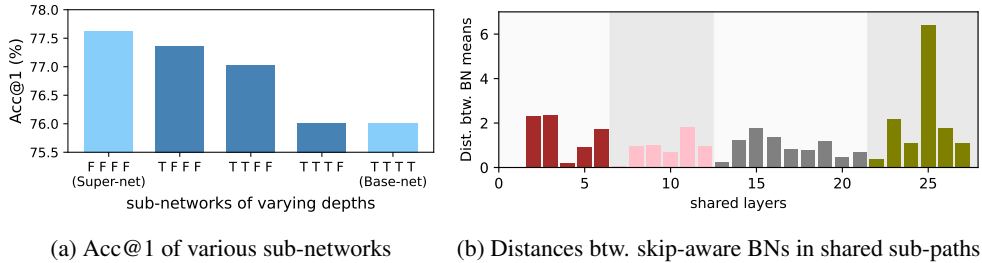 78.0
77.5
77.0
76.5
76.0
75.5
Acc@1 (%)
F F F F
T F F F
T T F F
T T T F
T T T T
(Super-net)
(Base-net)
sub-networks of varying depths
(a) Acc@1 of various sub-networks
6
4
2
0
Dist. btw. BN means
0
5
10
15
20
25
shared layers
(b) Distances btw. skip-aware BNs in shared sub-paths